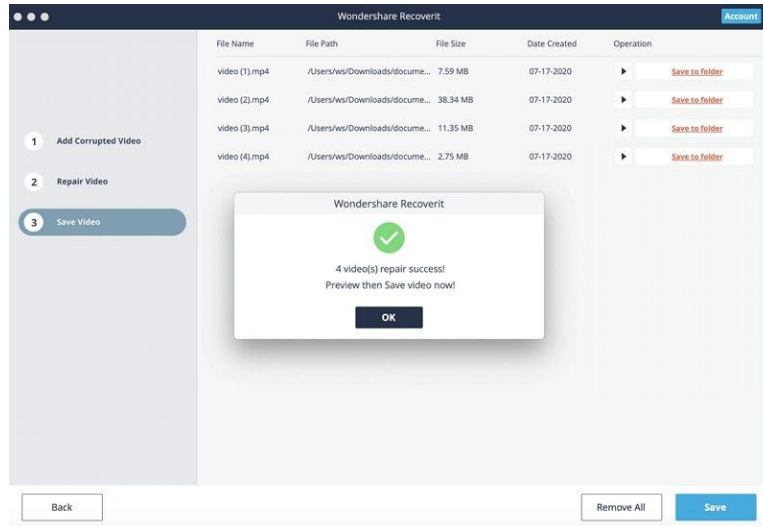 Wondershare Recoverit
Account
File Name File Path File Size Date Created Operation
video (1).mp4 /Users/ws/Downloads/docume... 7.59 MB 07-17-2020 Save to folder
video (2).mp4 /Users/ws/Downloads/docume... 38.34 MB 07-17-2020 Save to folder
video (3).mp4 /Users/ws/Downloads/docume... 11.35 MB 07-17-2020 Save to folder
video (4).mp4 /Users/ws/Downloads/docume... 2.75 MB 07-17-2020 Save to folder
1 Add Corrupted Video
2 Repair Video
3 Save Video
Wondershare Recoverit
4 video(s) repair success!
Preview then Save video now!
OK
Back
Remove All
Save